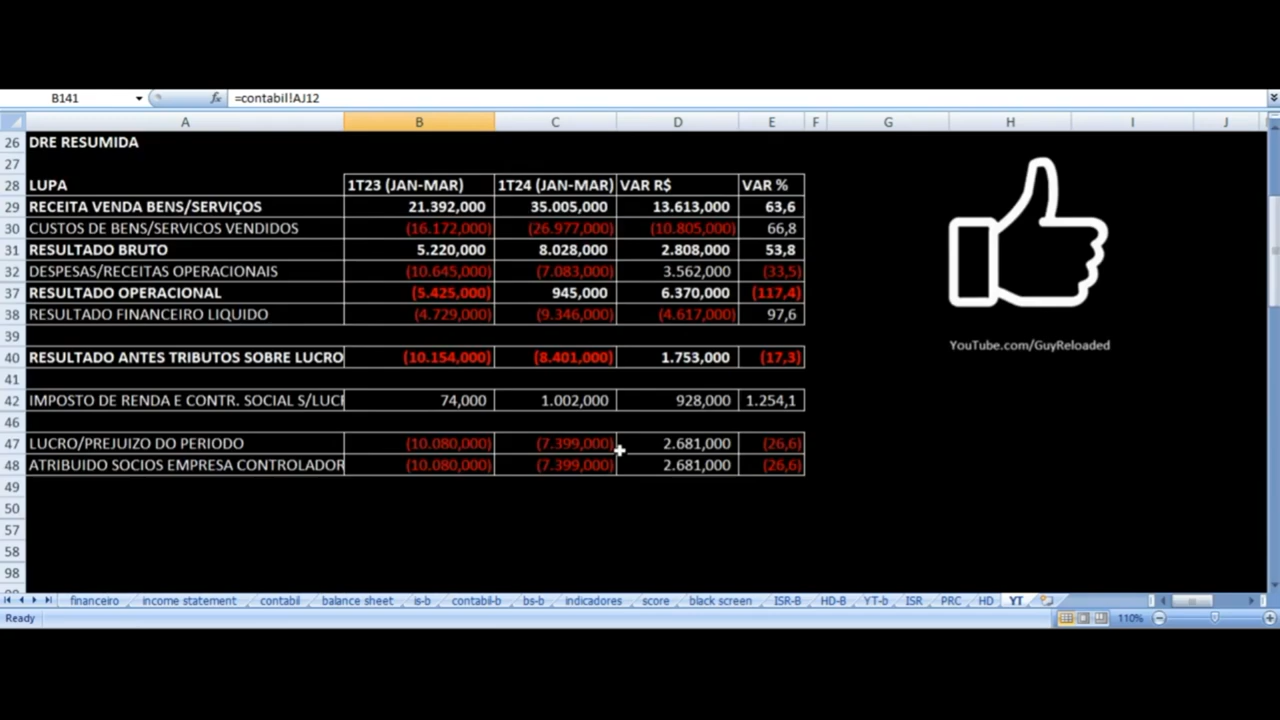 B141 fx =contabil!AJ12
A B C D E F G H I J
26 DRE RESUMIDA
27
28 LUPA 1T23 (JAN-MAR) 1T24 (JAN-MAR) VAR R$ VAR %
29 RECEITA VENDA BENS/SERVIÇOS 21.392,000 35.005,000 13.613,000 63,6
30 CUSTOS DE BENS/SERVICOS VENDIDOS (16.172,000) (26.977,000) (10.805,000) 66,8
31 RESULTADO BRUTO 5.220,000 8.028,000 2.808,000 53,8
32 DESPESAS/RECEITAS OPERACIONAIS (10.645,000) (7.083,000) 3.562,000 (33,5)
37 RESULTADO OPERACIONAL (5.425,000) 945,000 6.370,000 (117,4)
38 RESULTADO FINANCEIRO LIQUIDO (4.729,000) (9.346,000) (4.617,000) 97,6
39
40 RESULTADO ANTES TRIBUTOS SOBRE LUCRO (10.154,000) (8.401,000) 1.753,000 (17,3)
41
42 IMPOSTO DE RENDA E CONTR. SOCIAL S/LUCR 74,000 1.002,000 928,000 1.254,1
46
47 LUCRO/PREJUIZO DO PERIODO (10.080,000) (7.399,000) 2.681,000 (26,6)
48 ATRIBUIDO SOCIOS EMPRESA CONTROLADOR (10.080,000) (7.399,000) 2.681,000 (26,6)
49
50
57
58
98
YouTube.com/GuyReloaded
financeiro income statement contabil balance sheet is-b contabil-b bs-b indicadores score black screen ISR-B HD-B YT-b ISR PRC HD YT
Ready 110%